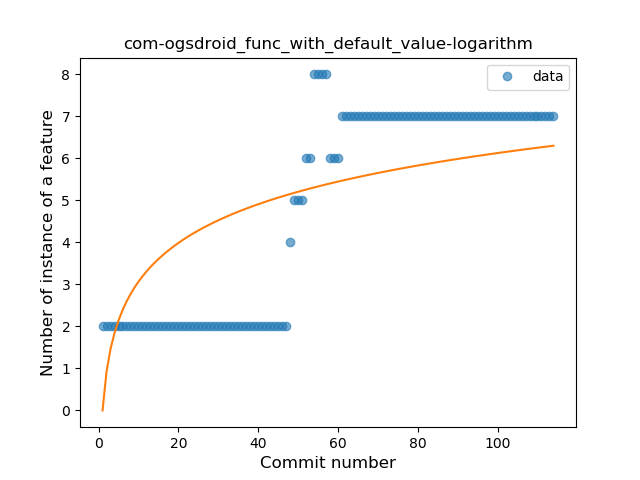 com-ogsdroid_func_with_default_value-logarithm
data
Number of instance of a feature
8
7
6
5
4
3
2
1
0
0 20 40 60 80 100
Commit number